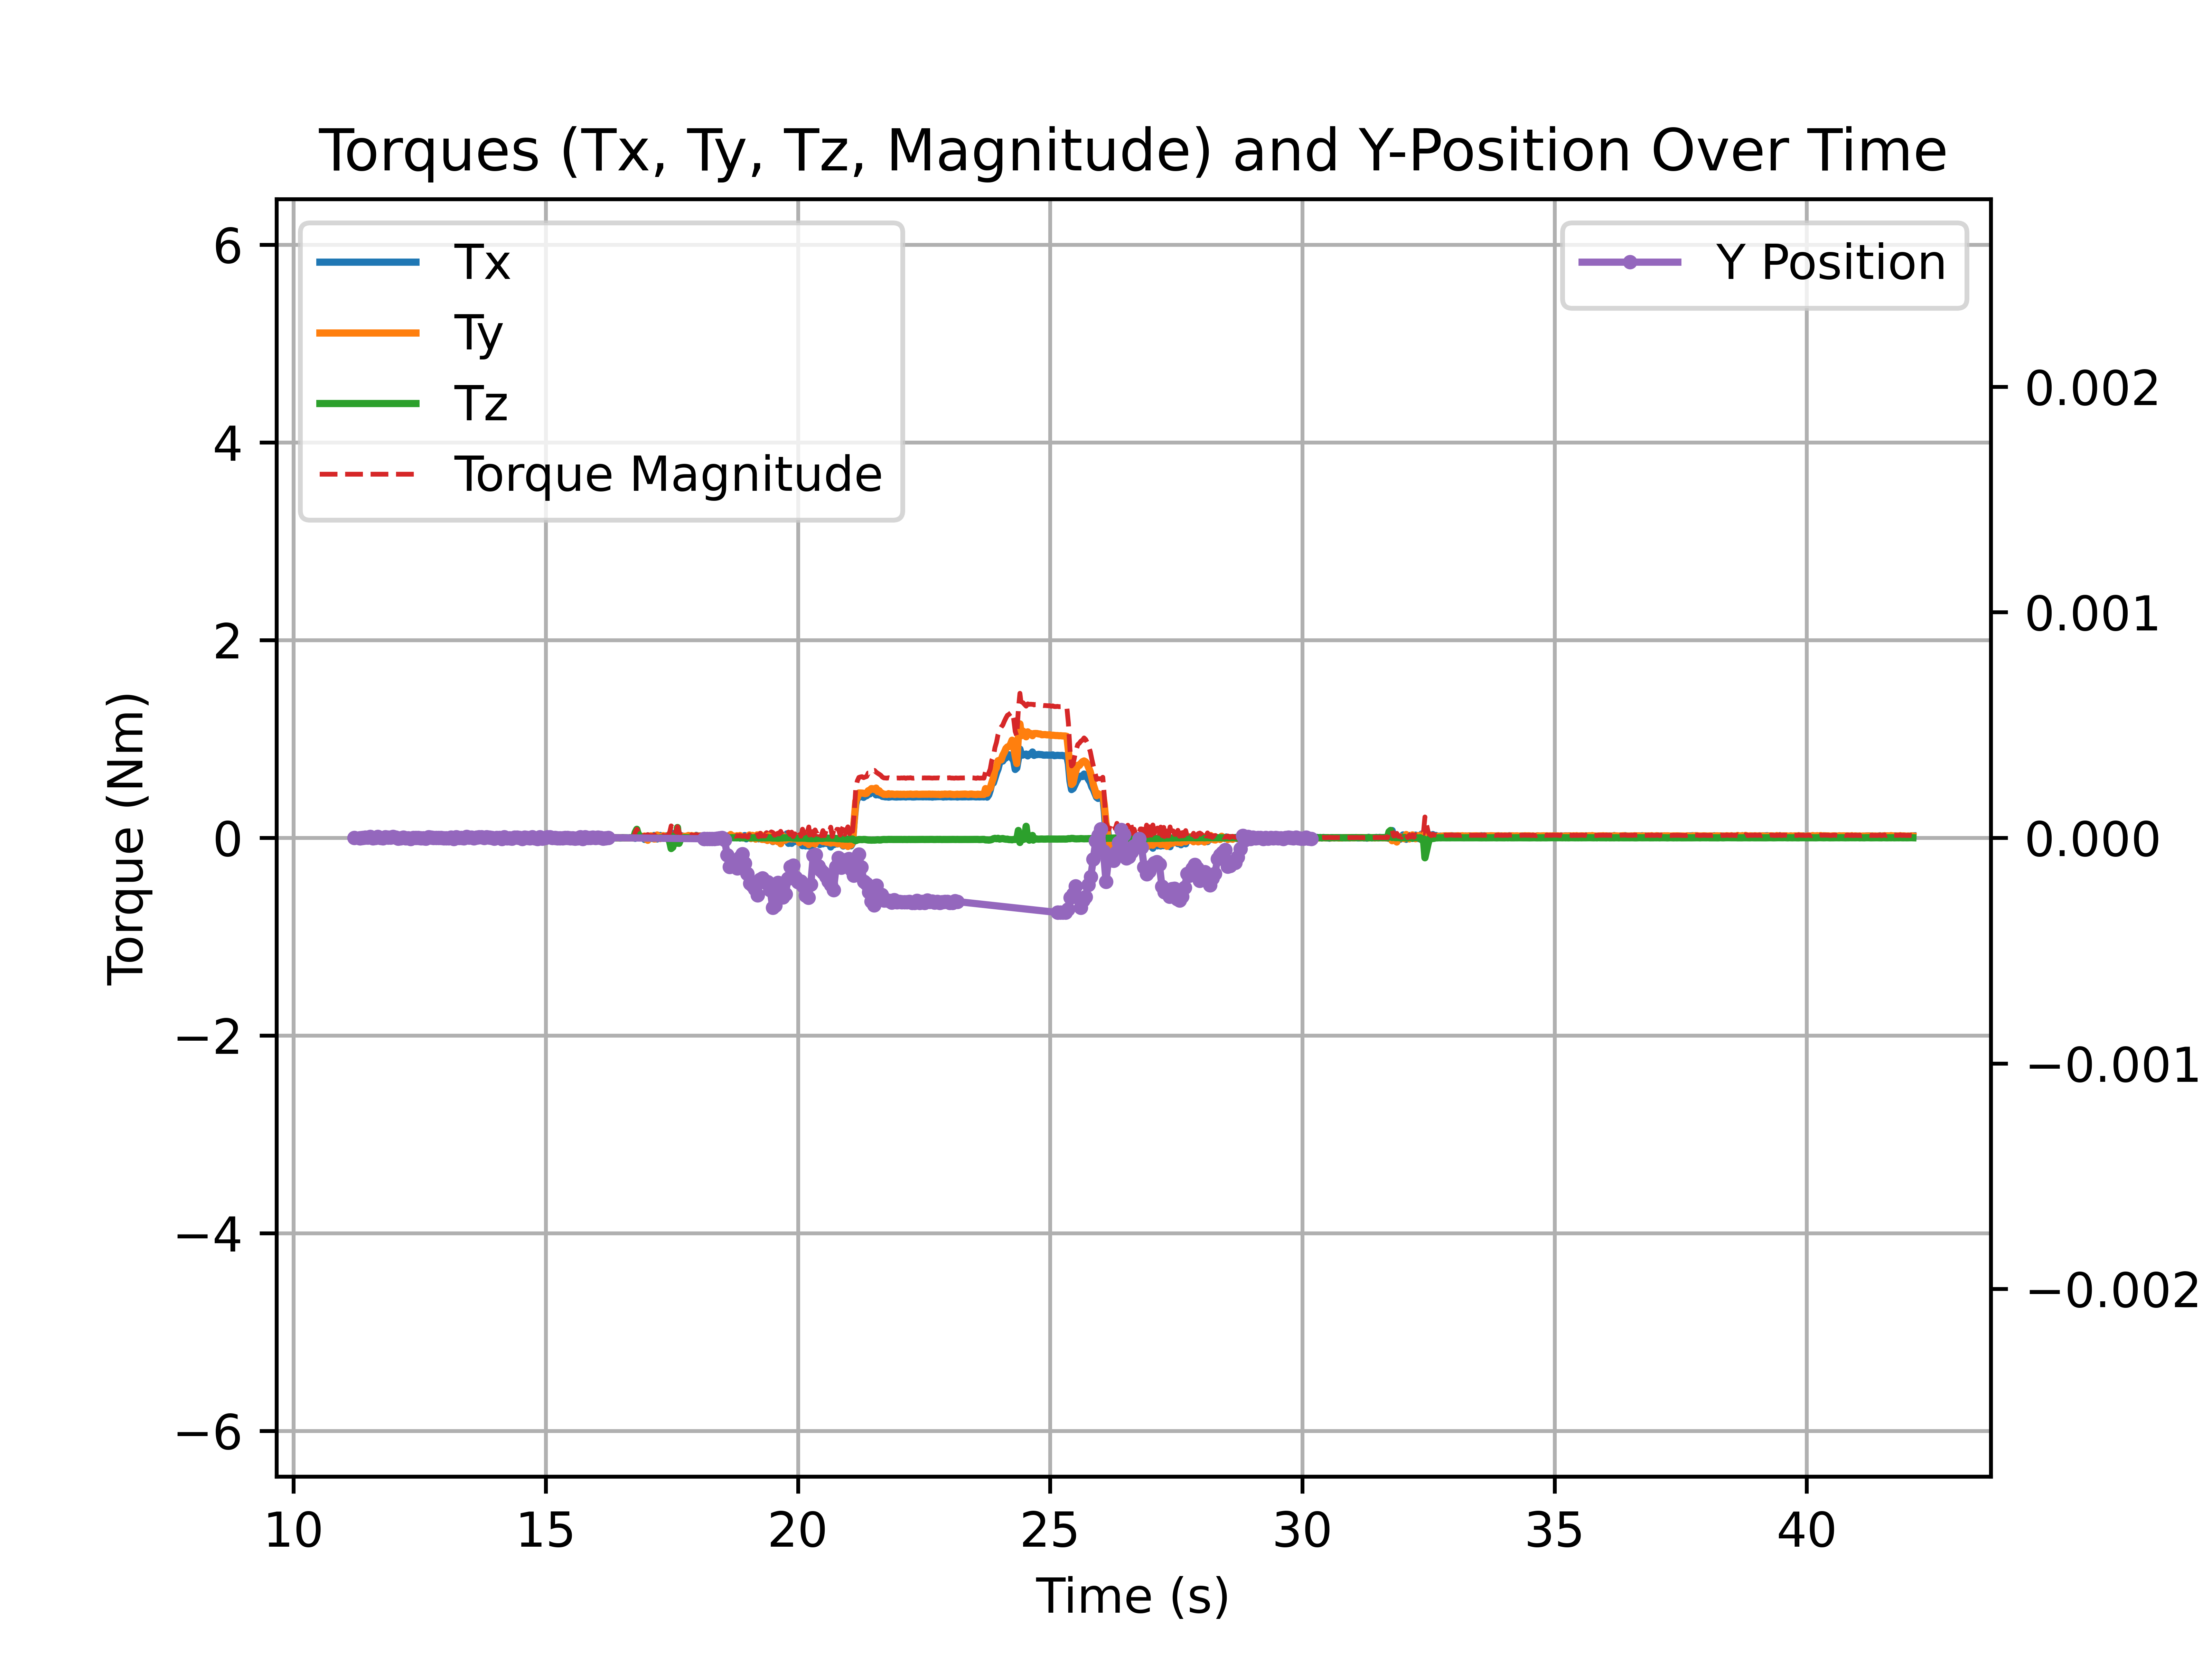 Torques (Tx, Ty, Tz, Magnitude) and Y-Position Over Time
Tx
Ty
Tz
Torque Magnitude
Y Position
Torque (Nm)
6
4
2
0
−2
−4
−6
0.002
0.001
0.000
−0.001
−0.002
10 15 20 25 30 35 40
Time (s)